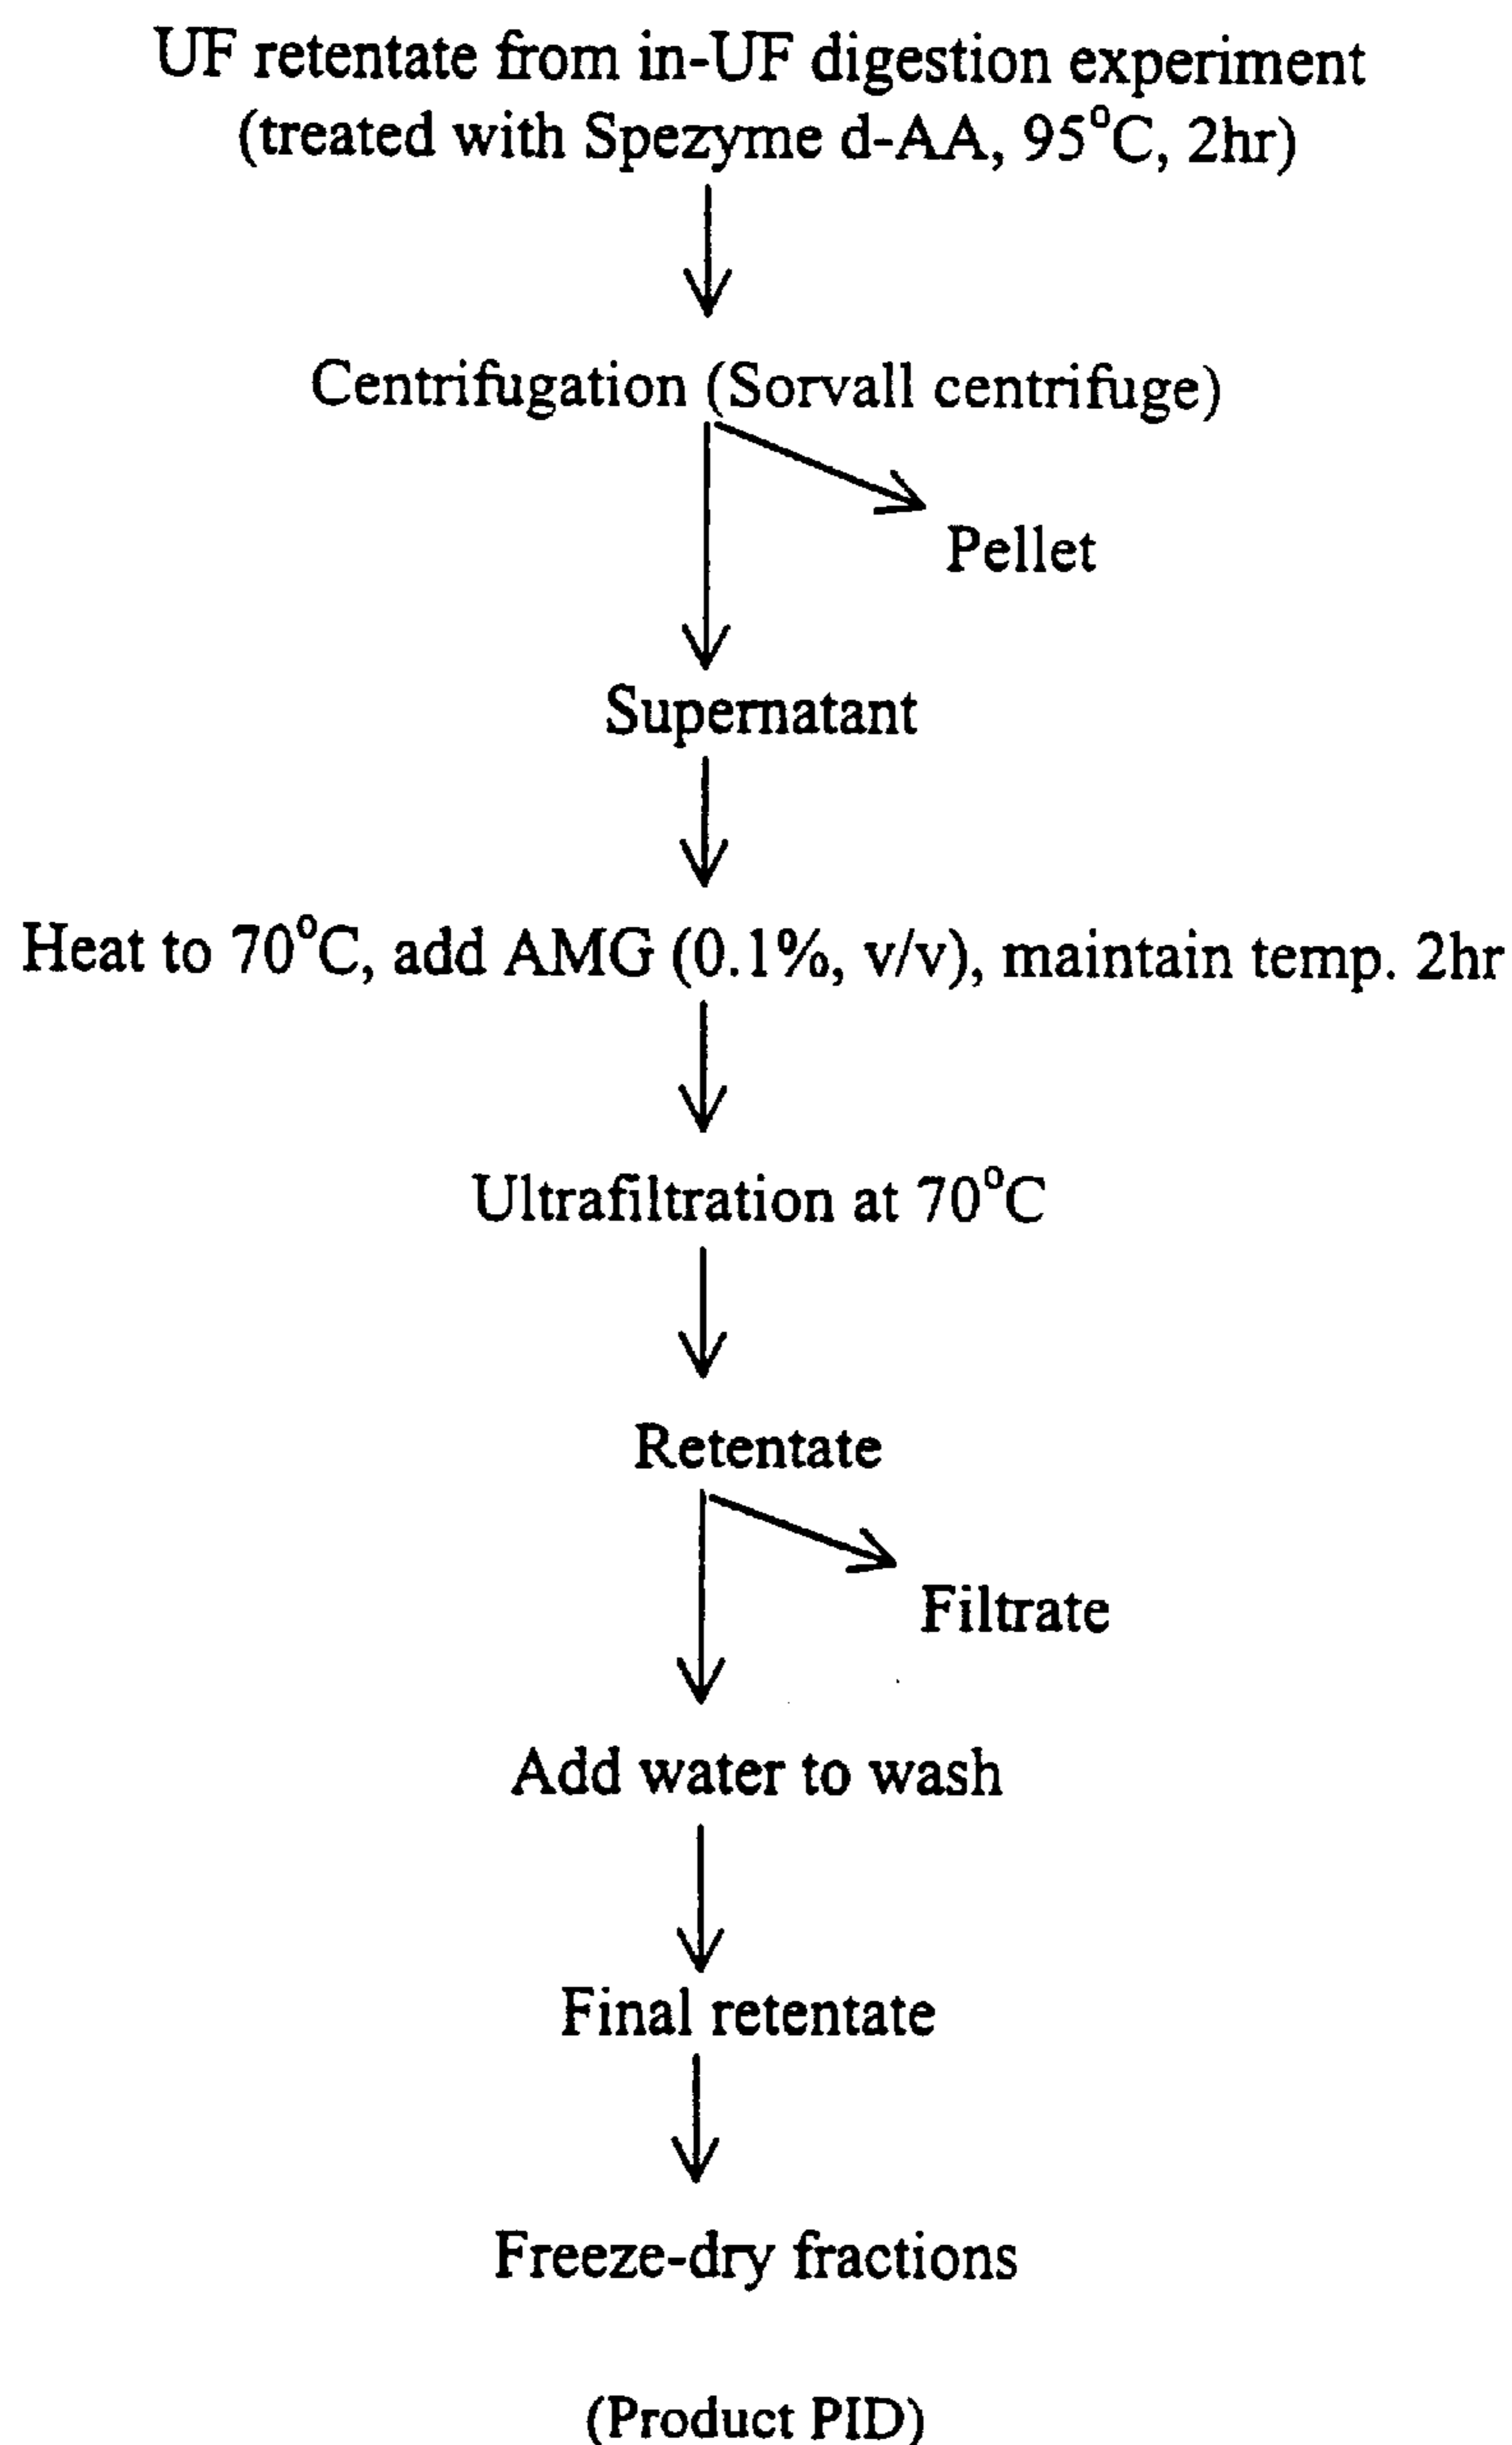 UF retentate from in-UF digestion experiment
(treated with Spezyme d-AA, 95°C, 2hr)
Centrifugation (Sorvall centrifuge)
Pellet
Supernatant
Heat to 70°C, add AMG (0.1%, v/v), maintain temp. 2hr
Ultrafiltration at 70°C
Retentate
Filtrate
Add water to wash
Final retentate
Freeze-dry fractions
(Product PID)